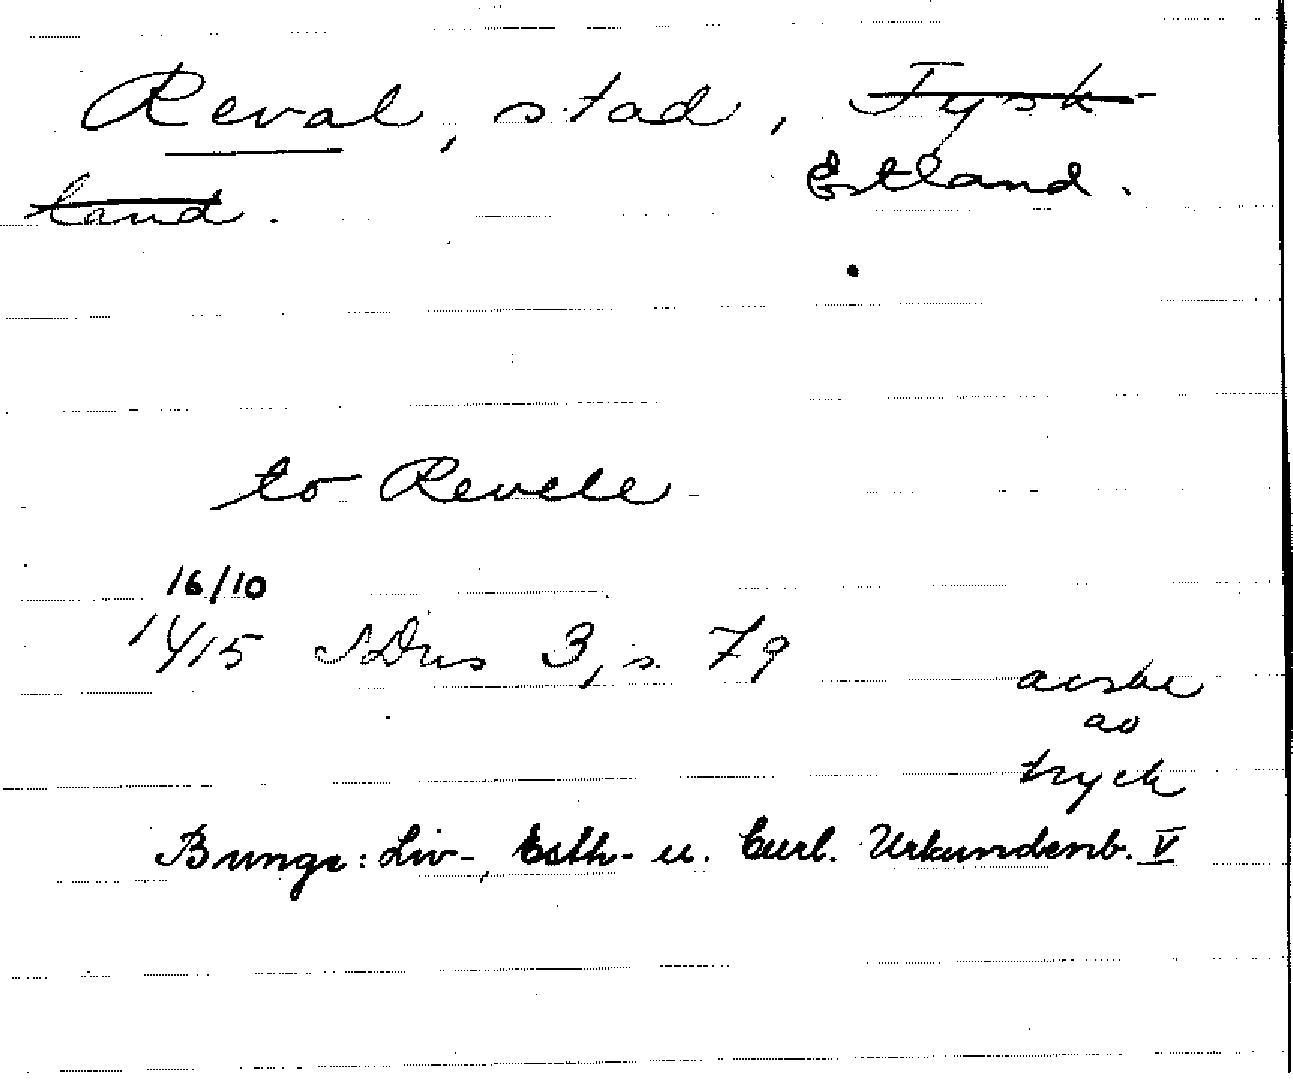 Reval, stad, Tysk-
Estland.
land.
to Revele
16/10
1415 SDns 3, s. 79
avskr
ao
tryck
Bunge: Liv-, Esth- u. Curl. Urkundenb. V